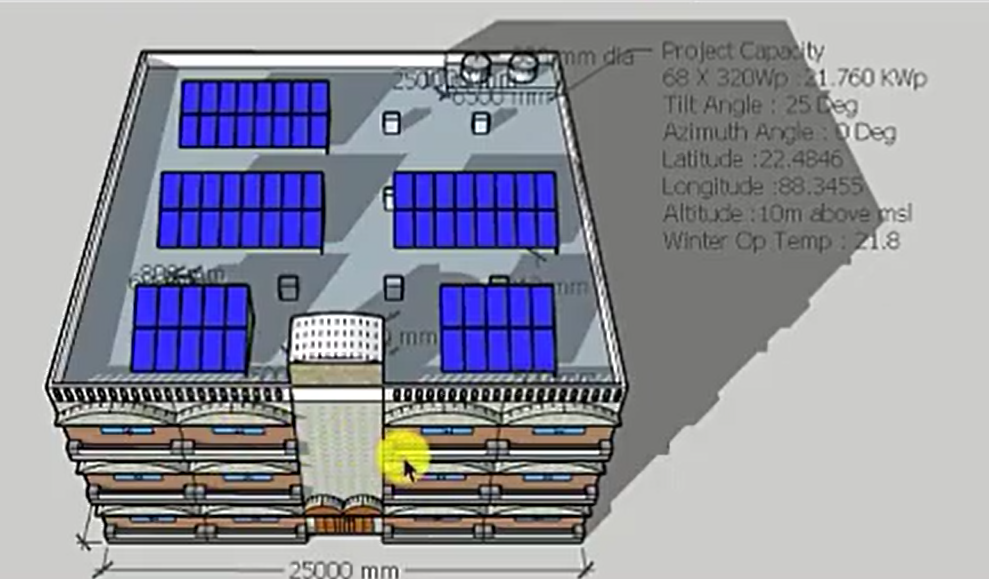 mm dia
Project Capacity
68 X 320Wp :21.760 KWp
Tilt Angle : 25 Deg
Azimuth Angle : 0 Deg
Latitude :22.4846
Longitude :88.3455
Altitude :10m above msl
Winter Op Temp : 21.8
6500 mm
mm
mm
25000 mm